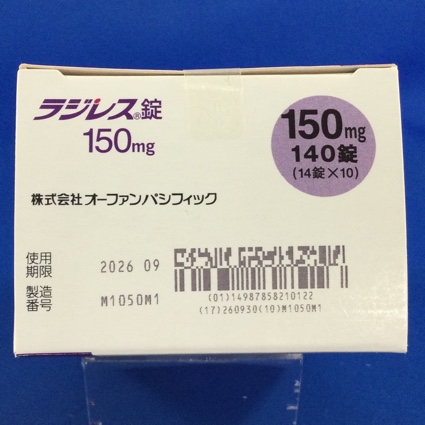 ラジレス®錠
150mg
150mg
140錠
(14錠×10)
株式会社オーファンパシフィック
使用
期限
2026 09
製造
番号
M1050M1
(01)14987858210122
(17)260930(10)M1050M1